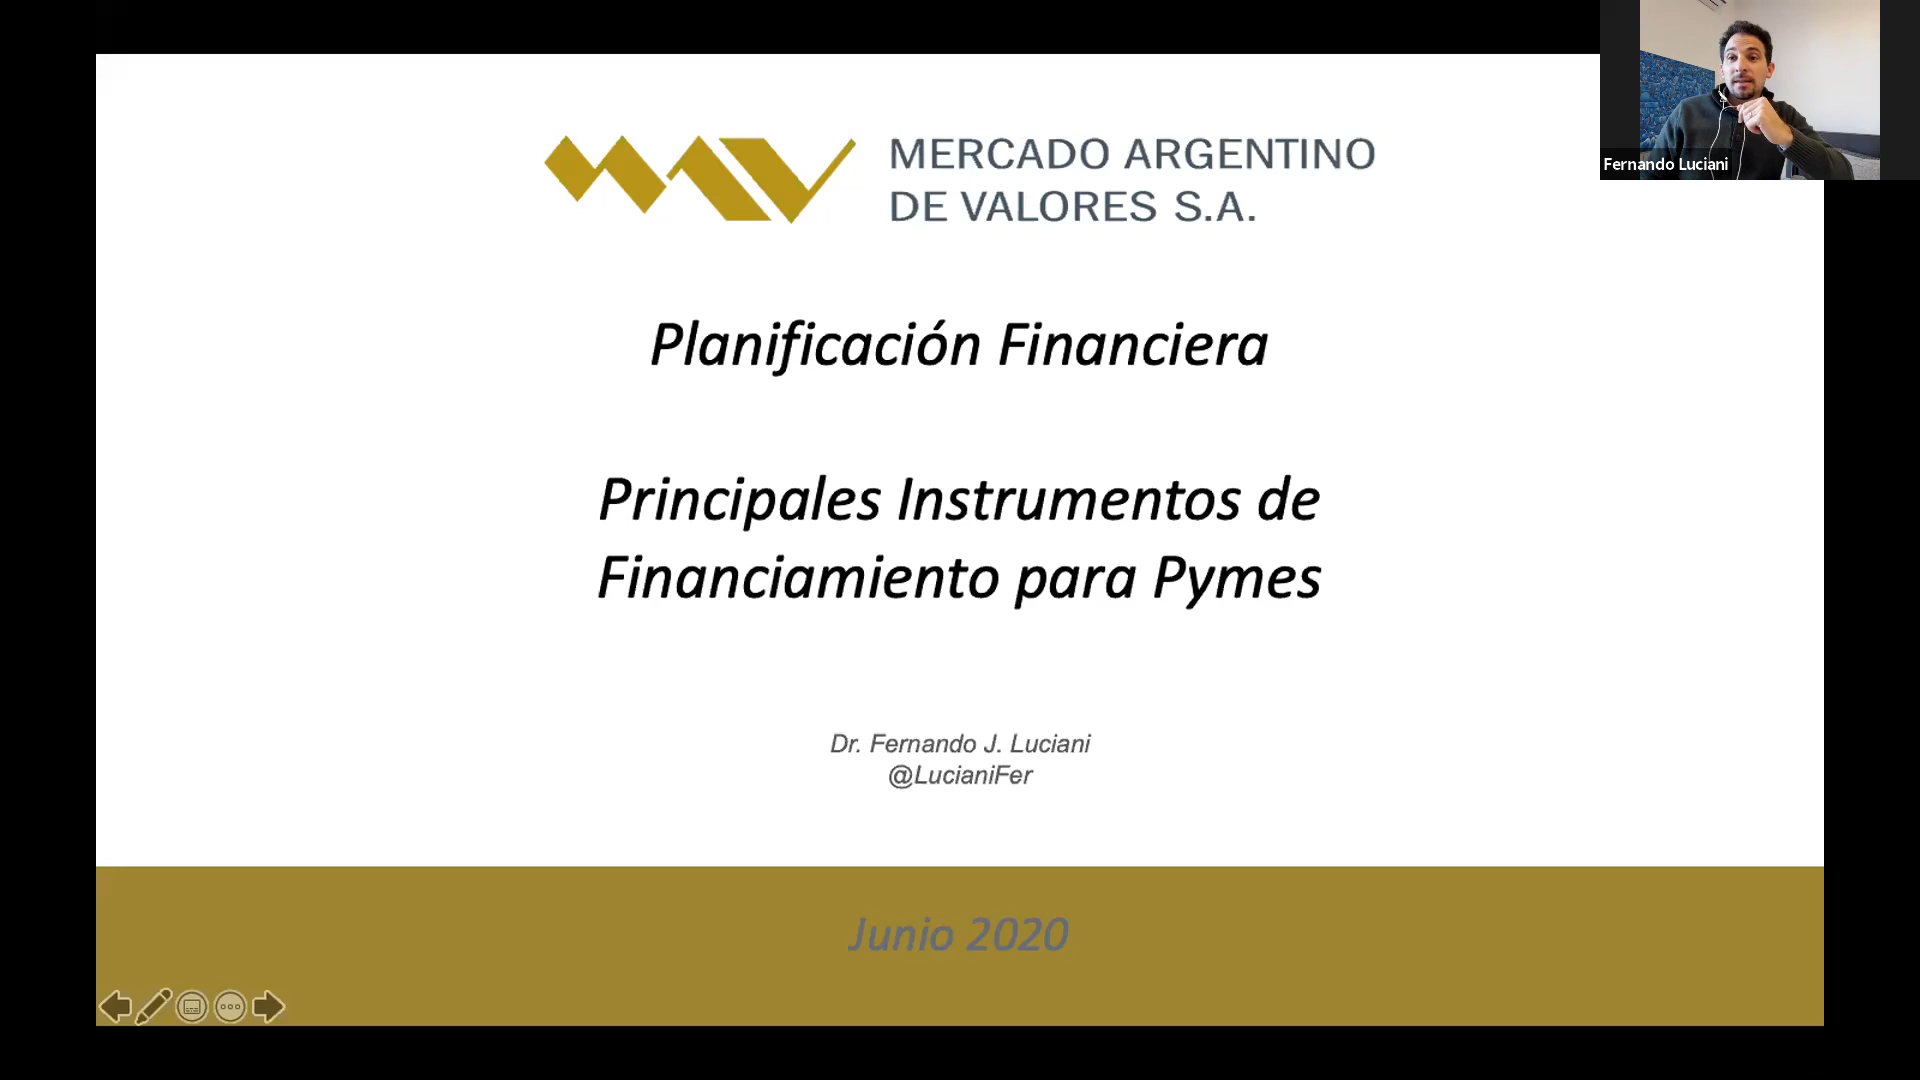 MERCADO ARGENTINO
DE VALORES S.A.
Fernando Luciani
Planificación Financiera
Principales Instrumentos de
Financiamiento para Pymes
Dr. Fernando J. Luciani
@LucianiFer
Junio 2020